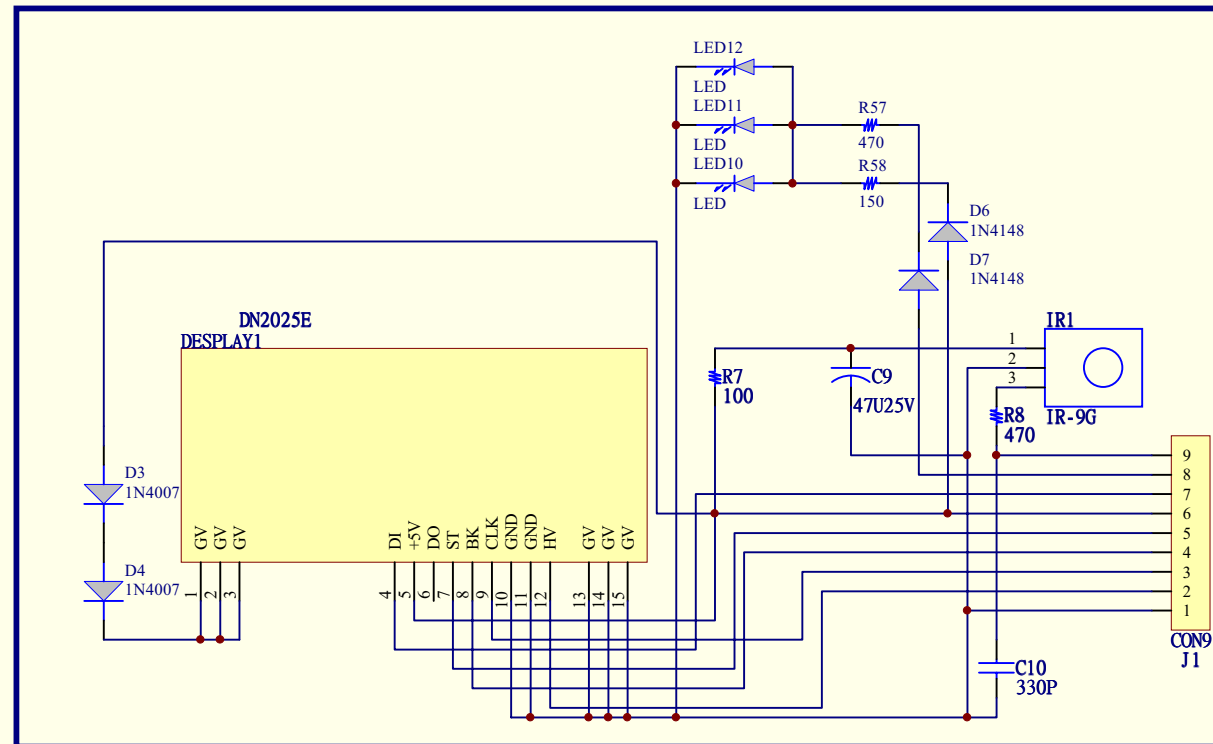 LED12
LED
LED11
LED
LED10
LED
R57
470
R58
150
D6
1N4148
D7
1N4148
DN2025E
DESPLAY1
IR1
1
2
3
IR-9G
R7
100
C9
47U25V
R8
470
D3
1N4007
D4
1N4007
GV
GV
GV
DI
+5V
DO
ST
BK
CLK
GND
GND
HV
GV
GV
GV
1
2
3
4
5
6
7
8
9
10
11
12
13
14
15
9
8
7
6
5
4
3
2
1
CON9
J1
C10
330P